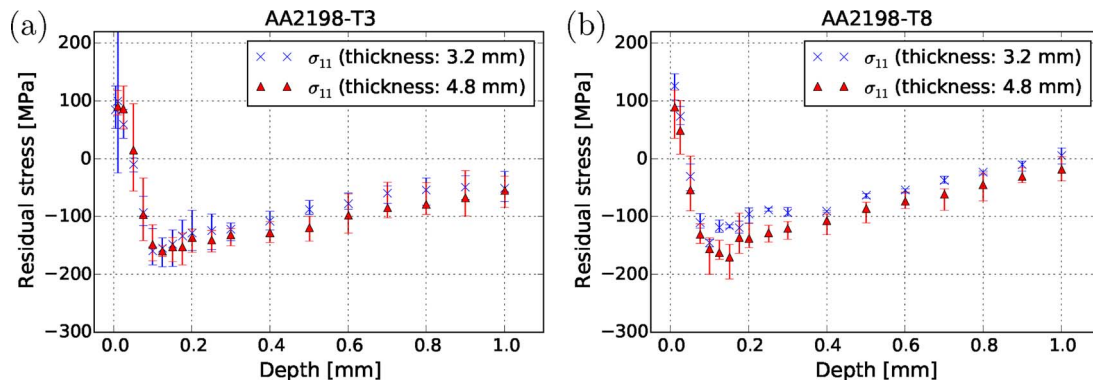 (a)
AA2198-T3
200
100
0
−100
−200
−300
Residual stress [MPa]
σ₁₁ (thickness: 3.2 mm)
σ₁₁ (thickness: 4.8 mm)
0.0 0.2 0.4 0.6 0.8 1.0
Depth [mm]
(b)
AA2198-T8
200
100
0
−100
−200
−300
Residual stress [MPa]
σ₁₁ (thickness: 3.2 mm)
σ₁₁ (thickness: 4.8 mm)
0.0 0.2 0.4 0.6 0.8 1.0
Depth [mm]